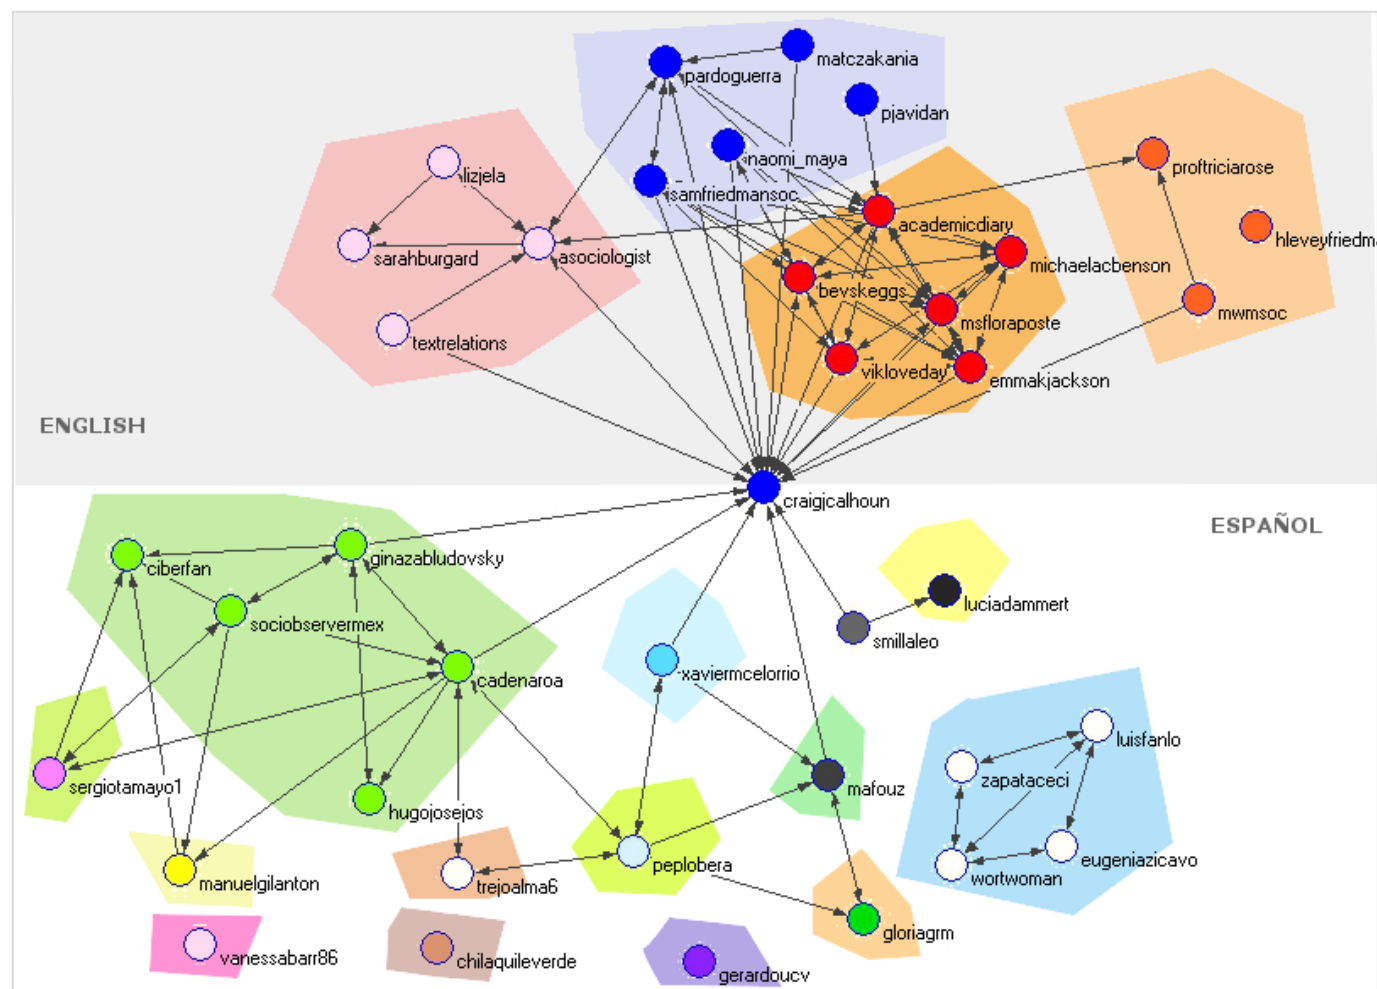 matczakania
pardoguerra
pjavidan
naomi_maya
proftriciarose
lizjela
samfriedmansoc
academicdiary
hleveyfriedma
sarahburgard
asociologist
michaelacbenson
bevskeggs
mwmsoc
msfloraposte
textrelations
vikloveday
emmakjackson
ENGLISH
craigjcalhoun
ESPAÑOL
ginazabludovsky
ciberfan
luciadammert
sociobservermex
smillaleo
xaviermcelorrio
cadenaroa
luisfanlo
zapataceci
sergiotamayo1
mafouz
hugojosejos
eugeniazicavo
peplobera
wortwoman
manuelgilanton
trejoalma6
gloriagrm
vanessabarr86
chilaquileverde
gerardoucv